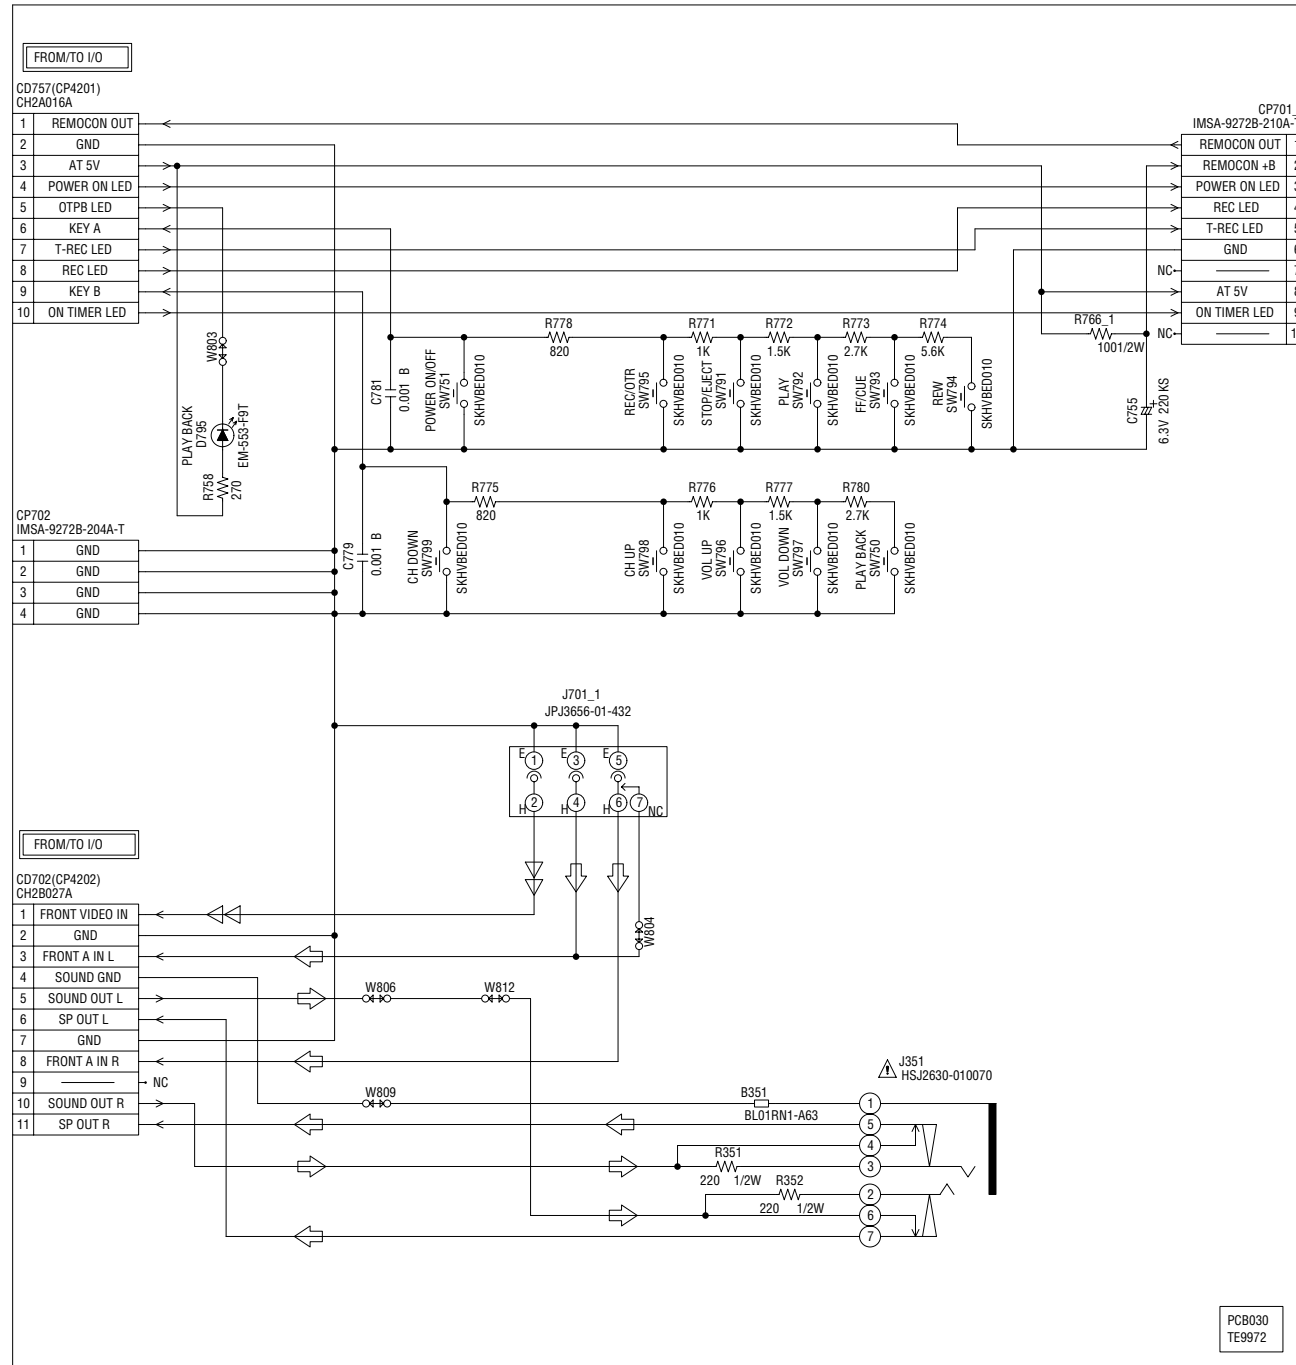 FROM/TO I/O
CD757(CP4201)
CH2A016A
1 REMOCON OUT
2 GND
3 AT 5V
4 POWER ON LED
5 OTPB LED
6 KEY A
7 T-REC LED
8 REC LED
9 KEY B
10 ON TIMER LED
CP701_
IMSA-9272B-210A-T
REMOCON OUT
REMOCON +B
POWER ON LED
REC LED
T-REC LED
GND
NC
AT 5V
ON TIMER LED
NC
R766_1
1001/2W
C755
6.3V 220 KS
W803
PLAY BACK
D795
EM-553-F9T
R758
270
C781
0.001 B
POWER ON/OFF
SW751
SKHVBED010
R778
820
REC/OTR
SW795
SKHVBED010
R771
1K
STOP/EJECT
SW791
SKHVBED010
R772
1.5K
PLAY
SW792
SKHVBED010
R773
2.7K
FF/CUE
SW793
SKHVBED010
R774
5.6K
REW
SW794
SKHVBED010
CP702
IMSA-9272B-204A-T
1 GND
2 GND
3 GND
4 GND
C779
0.001 B
CH DOWN
SW799
SKHVBED010
R775
820
CH UP
SW798
SKHVBED010
R776
1K
VOL UP
SW796
SKHVBED010
R777
1.5K
VOL DOWN
SW797
SKHVBED010
R780
2.7K
PLAY BACK
SW750
SKHVBED010
J701_1
JPJ3656-01-432
E 1 E 3 E 5
H 2 H 4 H 6 7 NC
FROM/TO I/O
CD702(CP4202)
CH2B027A
1 FRONT VIDEO IN
2 GND
3 FRONT A IN L
4 SOUND GND
5 SOUND OUT L
6 SP OUT L
7 GND
8 FRONT A IN R
9 NC
10 SOUND OUT R
11 SP OUT R
W804
W806
W812
W809
B351
BL01RN1-A63
J351
HSJ2630-010070
1
5
4
3
2
6
7
R351
220 1/2W
R352
220 1/2W
PCB030
TE9972